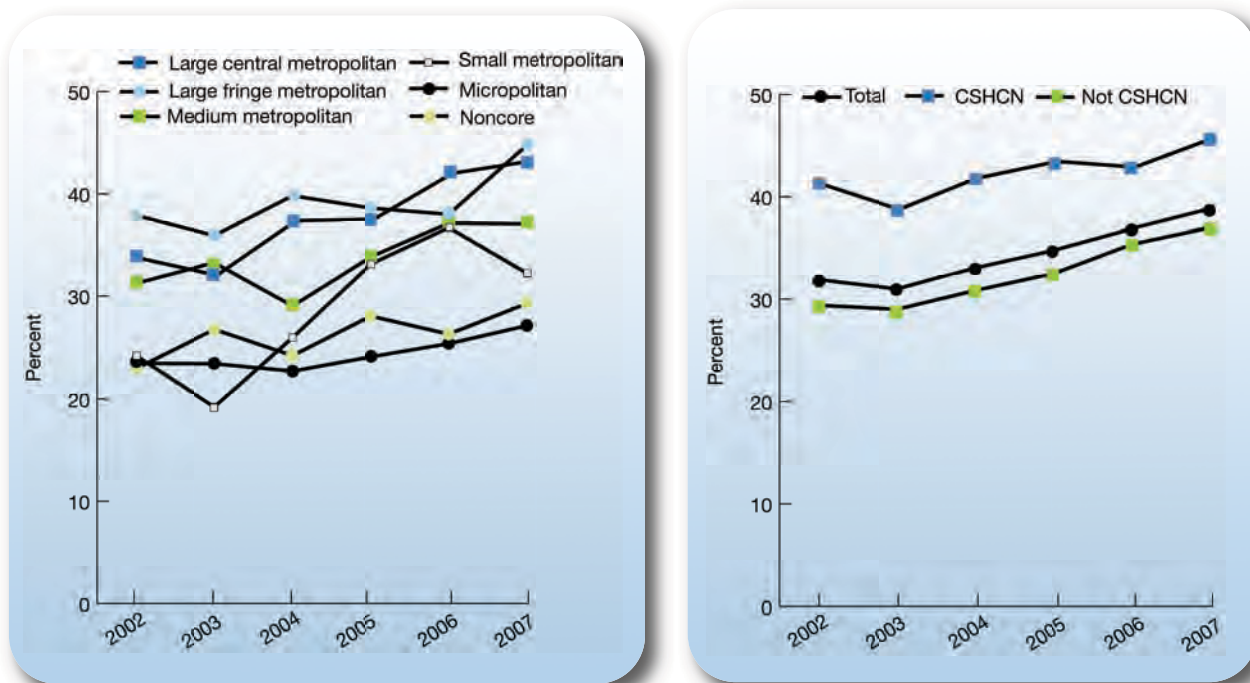 Large central metropolitan
Small metropolitan
Large fringe metropolitan
Micropolitan
Medium metropolitan
Noncore
50
40
30
20
10
0
Percent
2002
2003
2004
2005
2006
2007
Total
CSHCN
Not CSHCN
50
40
30
20
10
0
Percent
2002
2003
2004
2005
2006
2007